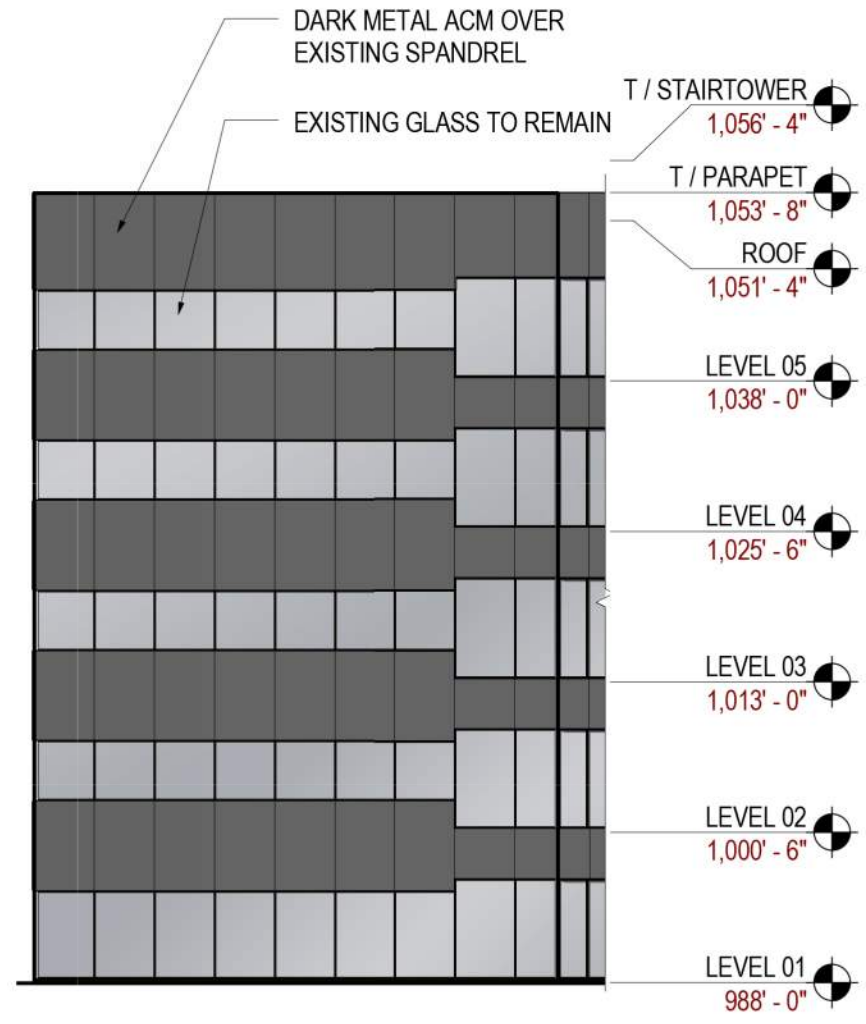 DARK METAL ACM OVER
EXISTING SPANDREL
EXISTING GLASS TO REMAIN
T / STAIRTOWER
1,056' - 4"
T / PARAPET
1,053' - 8"
ROOF
1,051' - 4"
LEVEL 05
1,038' - 0"
LEVEL 04
1,025' - 6"
LEVEL 03
1,013' - 0"
LEVEL 02
1,000' - 6"
LEVEL 01
988' - 0"